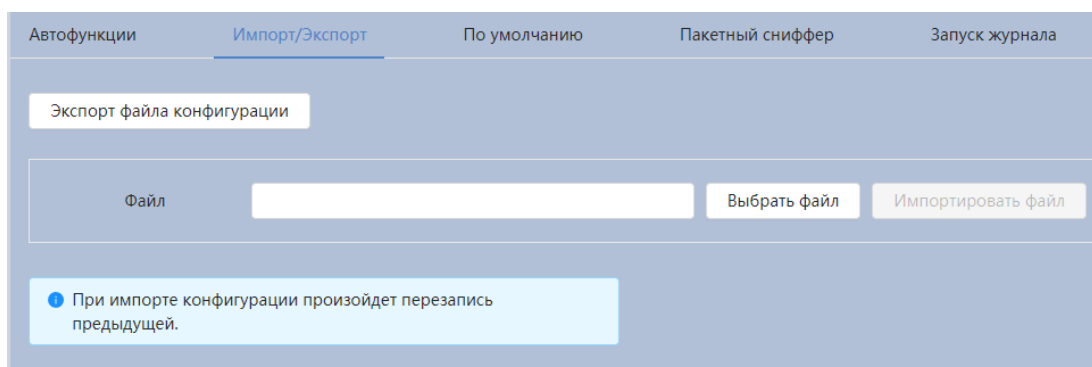 Автофункции Импорт/Экспорт По умолчанию Пакетный сниффер Запуск журнала
Экспорт файла конфигурации
Файл Выбрать файл Импортировать файл
При импорте конфигурации произойдет перезапись
предыдущей.